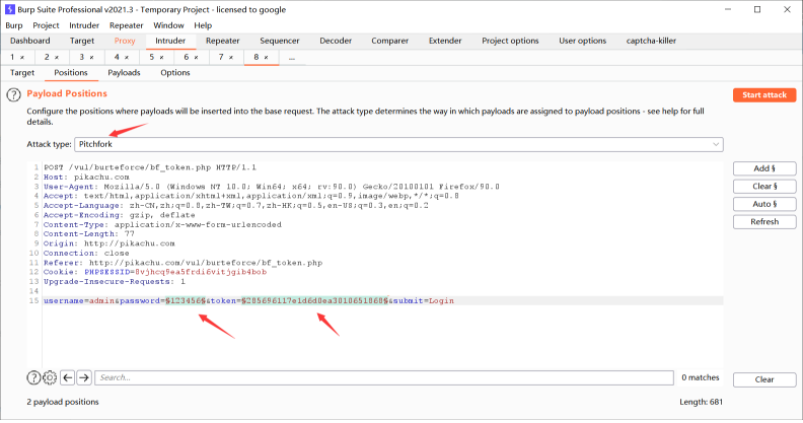 Burp Suite Professional v2021.3 - Temporary Project - licensed to google
Burp Project Intruder Repeater Window Help
Dashboard Target Proxy Intruder Repeater Sequencer Decoder Comparer Extender Project options User options captcha-killer
1 × 2 × 3 × 4 × 5 × 6 × 7 × 8 × ...
Target Positions Payloads Options
? Payload Positions
Start attack
Configure the positions where payloads will be inserted into the base request. The attack type determines the way in which payloads are assigned to payload positions - see help for full
details.
Attack type: Pitchfork
1 POST /vul/burteforce/bf_token.php HTTP/1.1
2 Host: pikachu.com
3 User-Agent: Mozilla/5.0 (Windows NT 10.0; Win64; x64; rv:90.0) Gecko/20100101 Firefox/90.0
4 Accept: text/html,application/xhtml+xml,application/xml;q=0.9,image/webp,*/*;q=0.8
5 Accept-Language: zh-CN,zh;q=0.8,zh-TW;q=0.7,zh-HK;q=0.5,en-US;q=0.3,en;q=0.2
6 Accept-Encoding: gzip, deflate
7 Content-Type: application/x-www-form-urlencoded
8 Content-Length: 77
9 Origin: http://pikachu.com
10 Connection: close
11 Referer: http://pikachu.com/vul/burteforce/bf_token.php
12 Cookie: PHPSESSID=
13 Upgrade-Insecure-Requests: 1
14
15 username=admin&password=§123456§&token=§ §&submit=Login
Add §
Clear §
Auto §
Refresh
? Search... 0 matches Clear
2 payload positions Length: 681